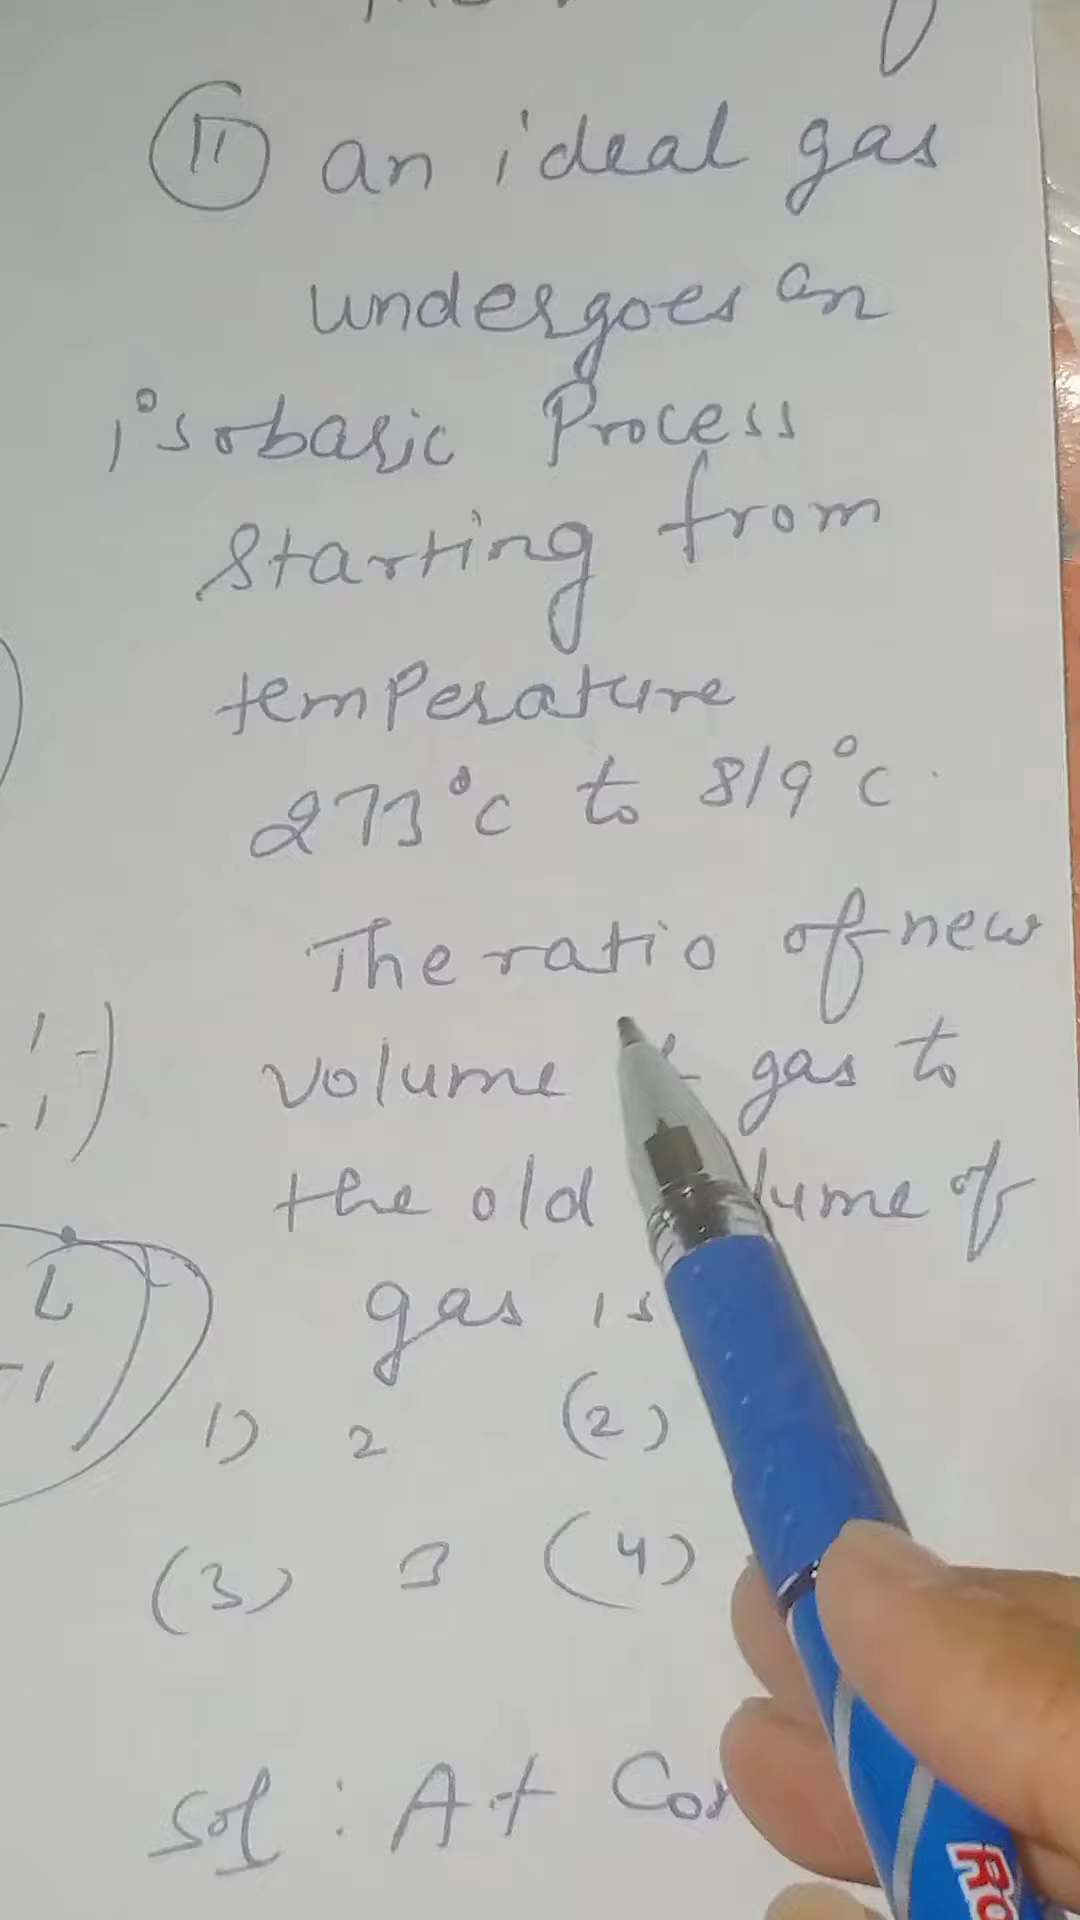 11 an ideal gas
undergoes an
isobaric Process
Starting from
temperature
273°c to 819°c.
The ratio of new
volume gas to
the old of
gas is
1) 2 (2)
(3) 3 (4)
Sol : At